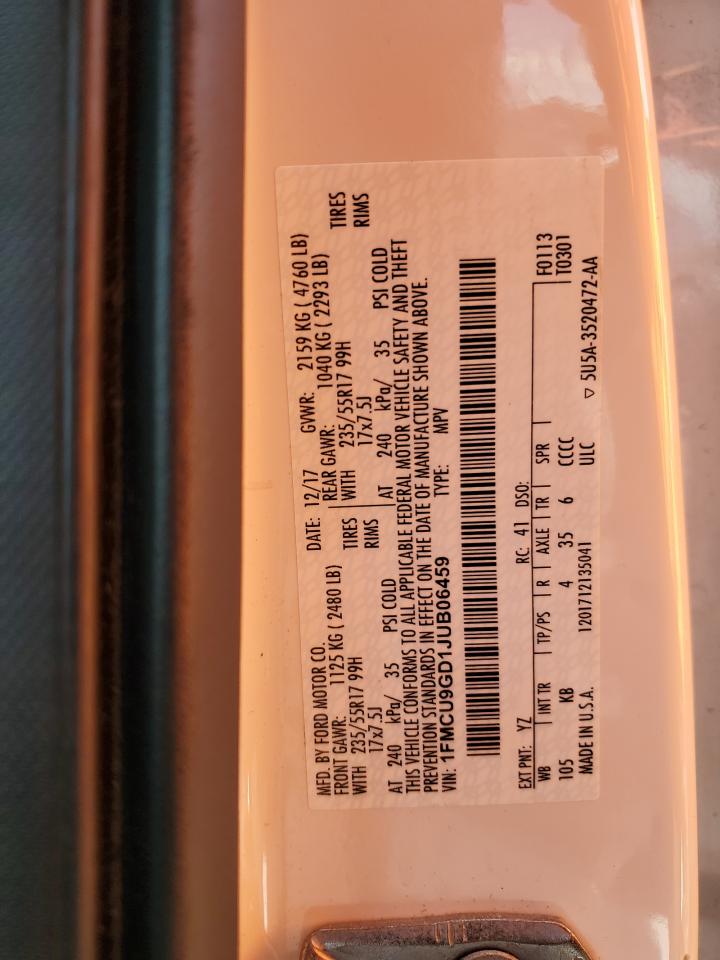 MFD. BY FORD MOTOR CO. DATE: 12/17 GVWR: 2159 KG ( 4760 LB)
FRONT GAWR: 1125 KG ( 2480 LB) REAR GAWR: 1040 KG ( 2293 LB)
WITH 235/55R17 99H TIRES WITH 235/55R17 99H TIRES
17x7.5J RIMS 17x7.5J RIMS
AT 240 kPa/ 35 PSI COLD AT 240 kPa/ 35 PSI COLD
THIS VEHICLE CONFORMS TO ALL APPLICABLE FEDERAL MOTOR VEHICLE SAFETY AND THEFT
PREVENTION STANDARDS IN EFFECT ON THE DATE OF MANUFACTURE SHOWN ABOVE.
VIN: 1FMCU9GD1JUB06459 TYPE: MPV
EXT PNT: YZ RC: 41 DSO: F0113
WB INT TR TP/PS R AXLE TR SPR T0301
105 KB 4 35 6 CCCC
MADE IN U.S.A. 1201712135041 ULC ▽ 5U5A-3520472-AA